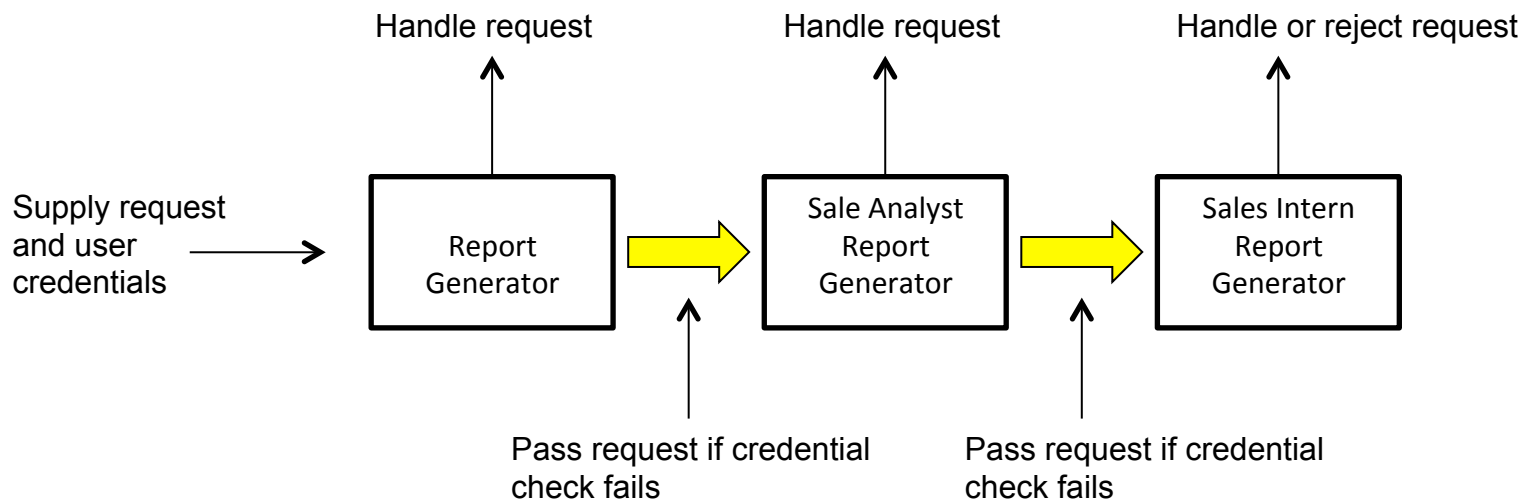 Handle request
Handle request
Handle or reject request
Supply request
and user
credentials
Report
Generator
Sale Analyst
Report
Generator
Sales Intern
Report
Generator
Pass request if credential
check fails
Pass request if credential
check fails